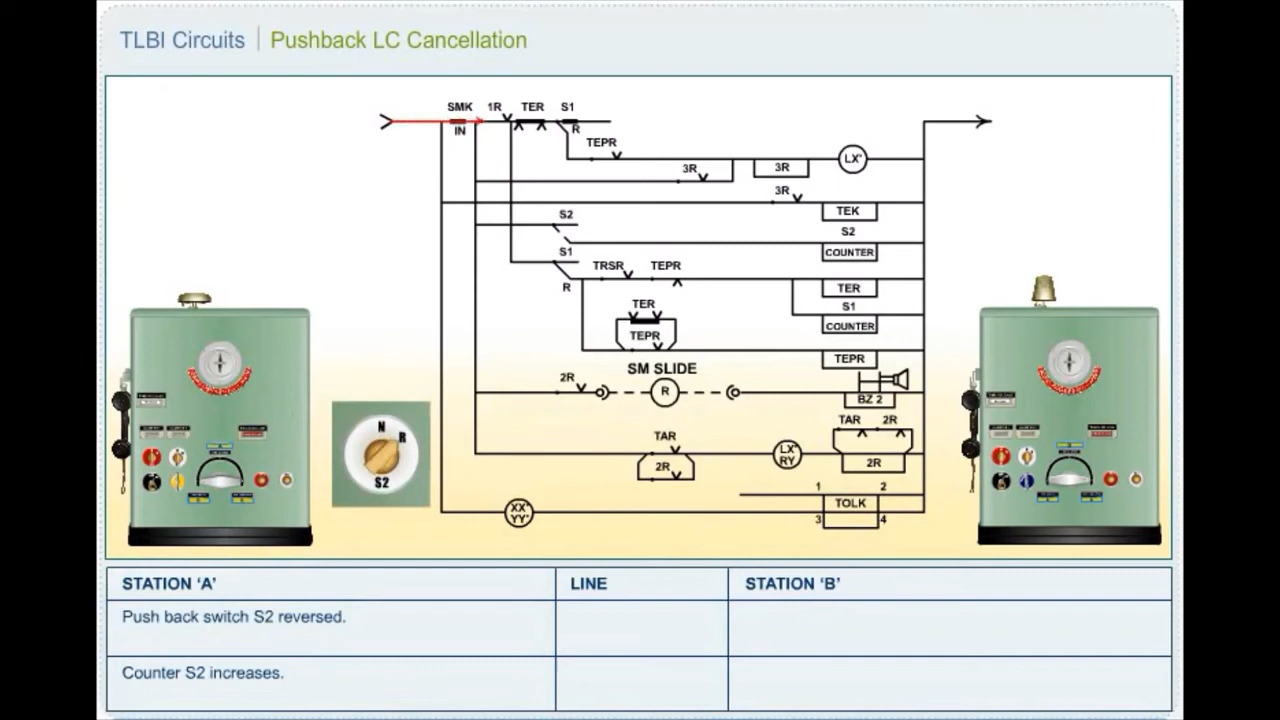 TLBI Circuits | Pushback LC Cancellation
SMK 1R TER S1
IN R
TEPR
LX'
3R 3R
3R
TEK
S2 S2
COUNTER
S1 TRSR TEPR
R TER
TER S1
TEPR COUNTER
TEPR
SM SLIDE
2R R BZ 2
TAR 2R
TAR
2R LX' RY 2R
1 2
XX' YY' TOLK
3 4
N
R
S2
STATION ‘A’ LINE STATION ‘B’
Push back switch S2 reversed.
Counter S2 increases.